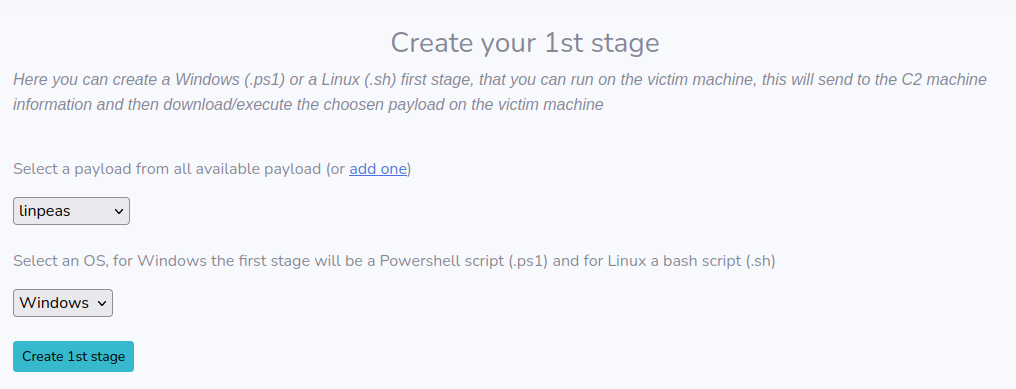 Create your 1st stage
Here you can create a Windows (.ps1) or a Linux (.sh) first stage, that you can run on the victim machine, this will send to the C2 machine
information and then download/execute the choosen payload on the victim machine
Select a payload from all available payload (or add one)
linpeas
Select an OS, for Windows the first stage will be a Powershell script (.ps1) and for Linux a bash script (.sh)
Windows
Create 1st stage